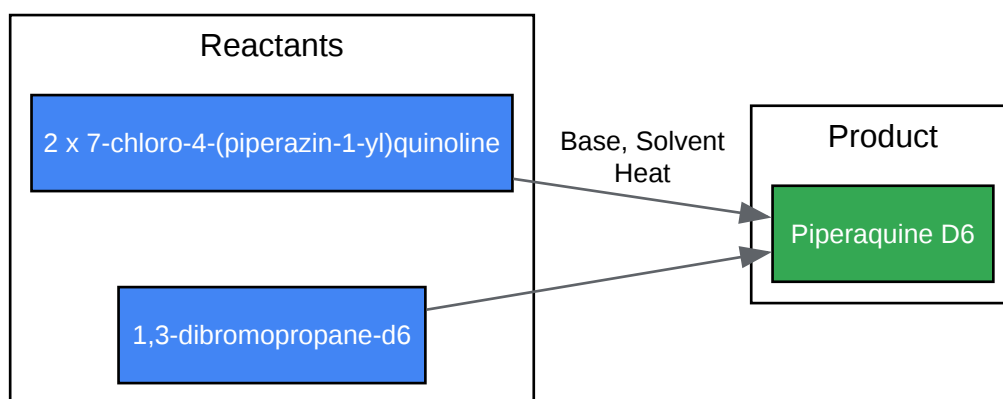 Reactants
2 x 7-chloro-4-(piperazin-1-yl)quinoline
1,3-dibromopropane-d6
Base, Solvent
Heat
Product
Piperaquine D6